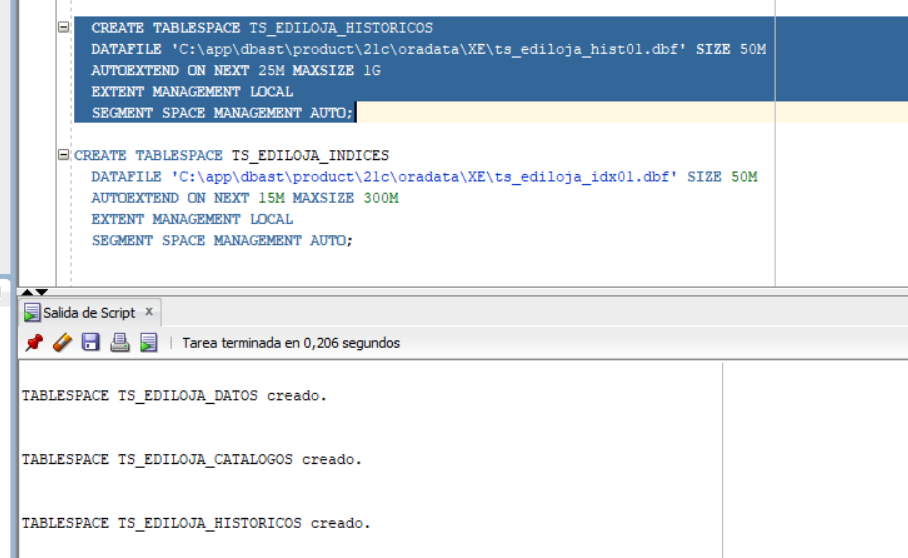 CREATE TABLESPACE TS_EDILOJA_HISTORICOS
DATAFILE 'C:\app\dbast\product\21c\oradata\XE\ts_ediloja_hist01.dbf' SIZE 50M
AUTOEXTEND ON NEXT 25M MAXSIZE 1G
EXTENT MANAGEMENT LOCAL
SEGMENT SPACE MANAGEMENT AUTO;
CREATE TABLESPACE TS_EDILOJA_INDICES
DATAFILE 'C:\app\dbast\product\21c\oradata\XE\ts_ediloja_idx01.dbf' SIZE 50M
AUTOEXTEND ON NEXT 15M MAXSIZE 300M
EXTENT MANAGEMENT LOCAL
SEGMENT SPACE MANAGEMENT AUTO;
Salida de Script x
Tarea terminada en 0,206 segundos
TABLESPACE TS_EDILOJA_DATOS creado.
TABLESPACE TS_EDILOJA_CATALOGOS creado.
TABLESPACE TS_EDILOJA_HISTORICOS creado.